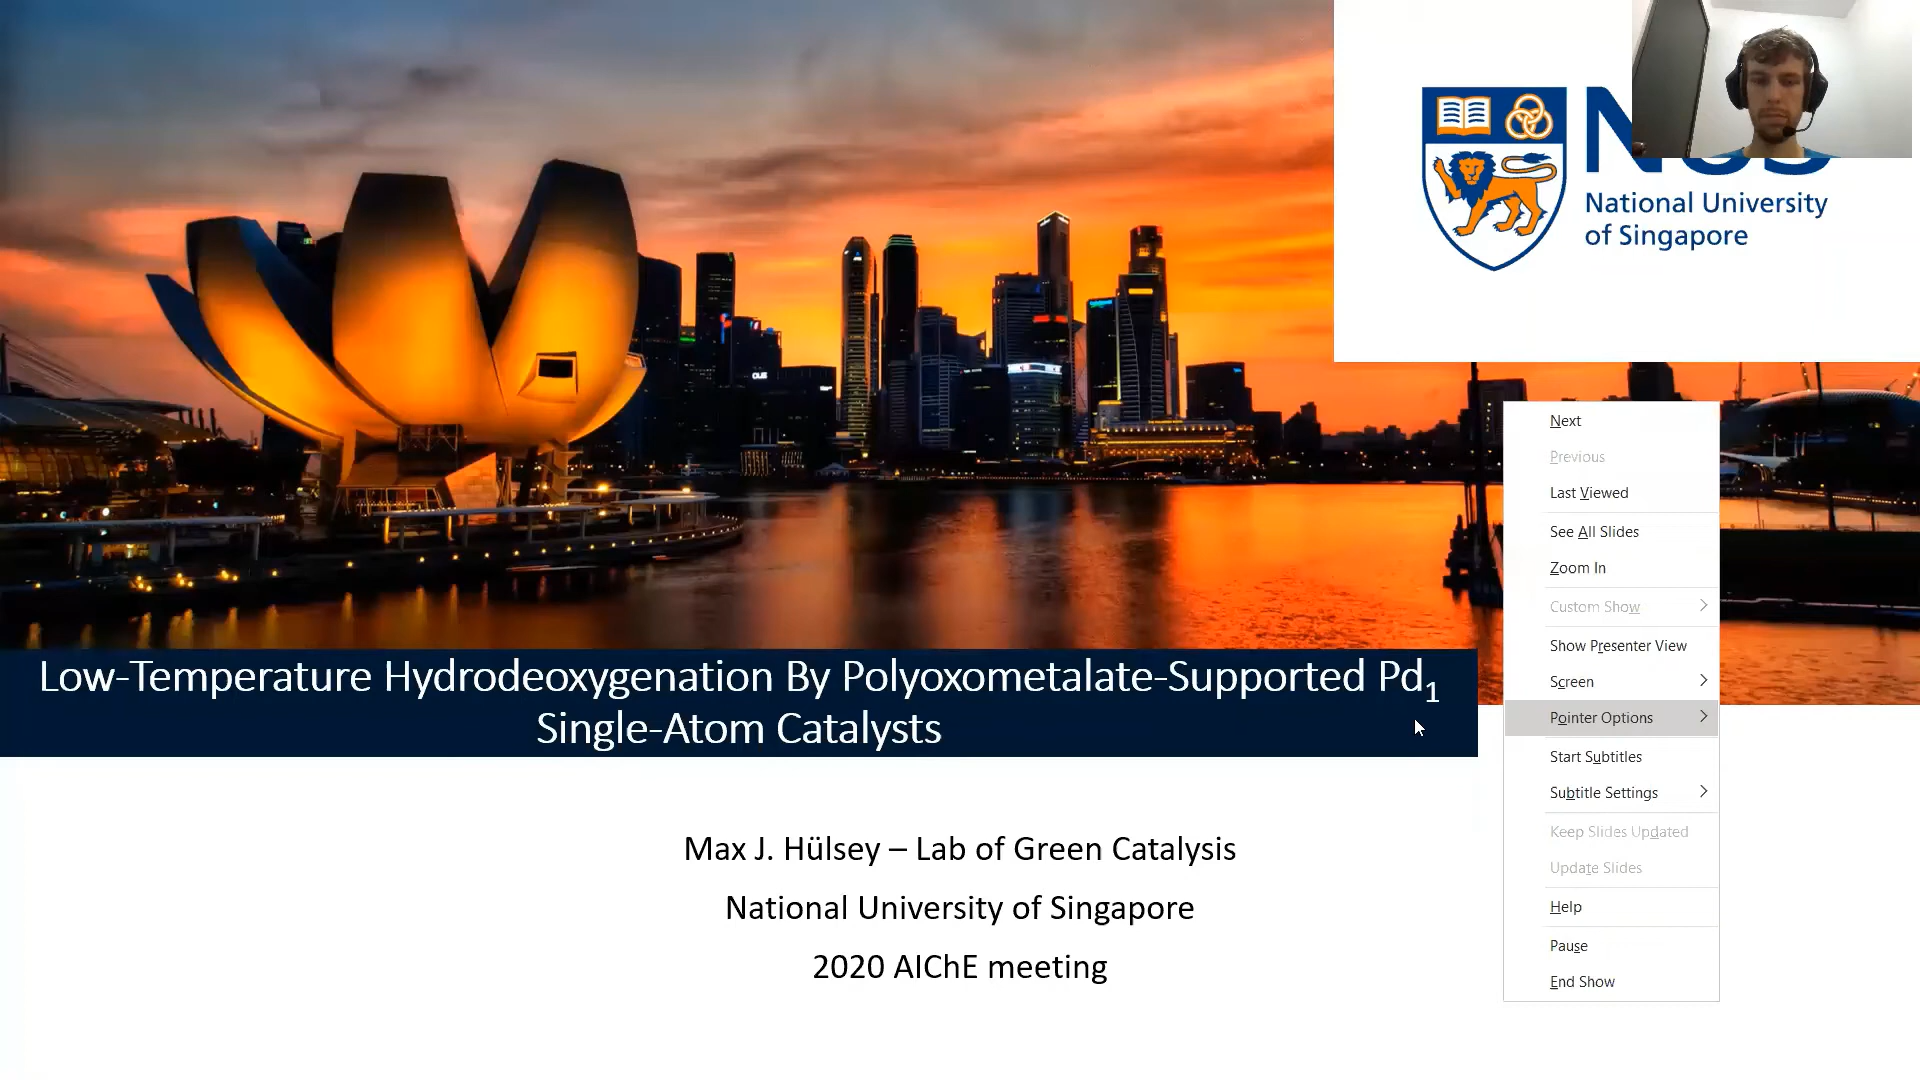 National University
of Singapore
Low-Temperature Hydrodeoxygenation By Polyoxometalate-Supported Pd1
Single-Atom Catalysts
Max J. Hülsey – Lab of Green Catalysis
National University of Singapore
2020 AIChE meeting
Next
Previous
Last Viewed
See All Slides
Zoom In
Custom Show
Show Presenter View
Screen
Pointer Options
Start Subtitles
Subtitle Settings
Keep Slides Updated
Update Slides
Help
Pause
End Show